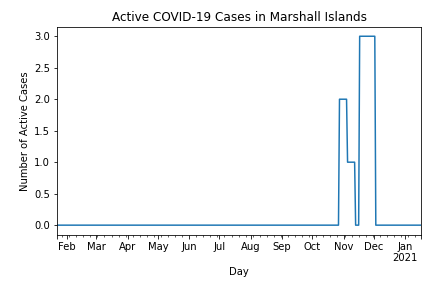 Active COVID-19 Cases in Marshall Islands
Number of Active Cases
3.0
2.5
2.0
1.5
1.0
0.5
0.0
Feb Mar Apr May Jun Jul Aug Sep Oct Nov Dec Jan
2021
Day